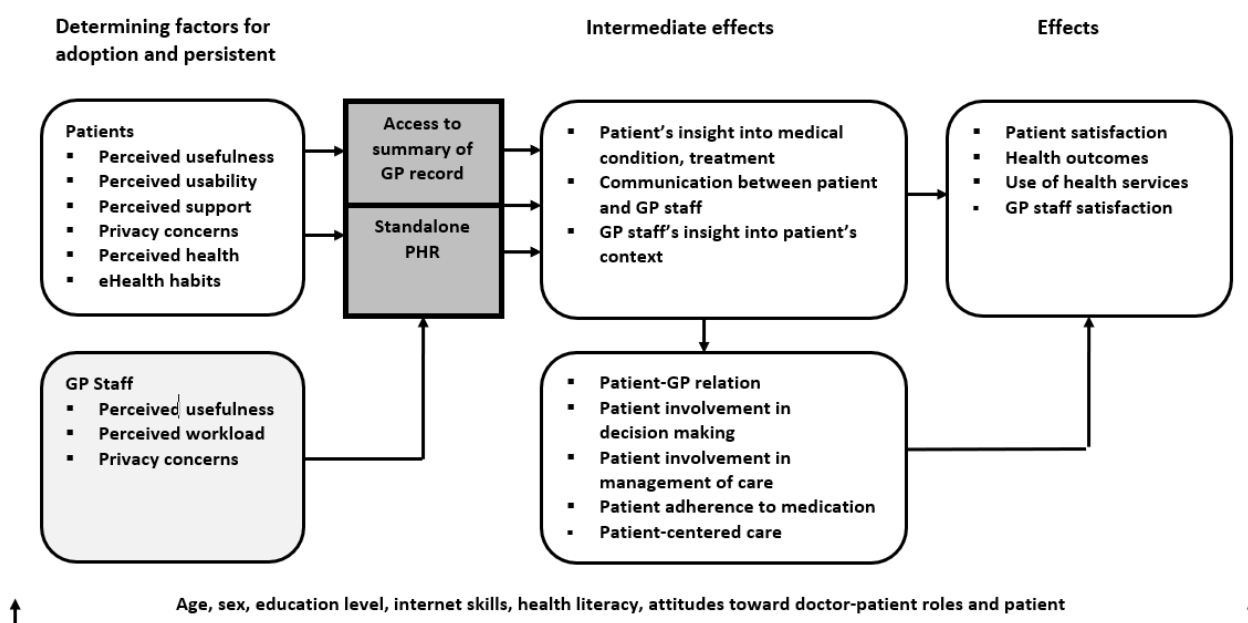 Determining factors for
adoption and persistent
Intermediate effects
Effects
Patients
▪ Perceived usefulness
▪ Perceived usability
▪ Perceived support
▪ Privacy concerns
▪ Perceived health
▪ eHealth habits
Access to
summary of
GP record
Standalone
PHR
▪ Patient's insight into medical
condition, treatment
▪ Communication between patient
and GP staff
▪ GP staff's insight into patient's
context
▪ Patient satisfaction
▪ Health outcomes
▪ Use of health services
▪ GP staff satisfaction
GP Staff
▪ Perceived usefulness
▪ Perceived workload
▪ Privacy concerns
▪ Patient-GP relation
▪ Patient involvement in
decision making
▪ Patient involvement in
management of care
▪ Patient adherence to medication
▪ Patient-centered care
Age, sex, education level, internet skills, health literacy, attitudes toward doctor-patient roles and patient